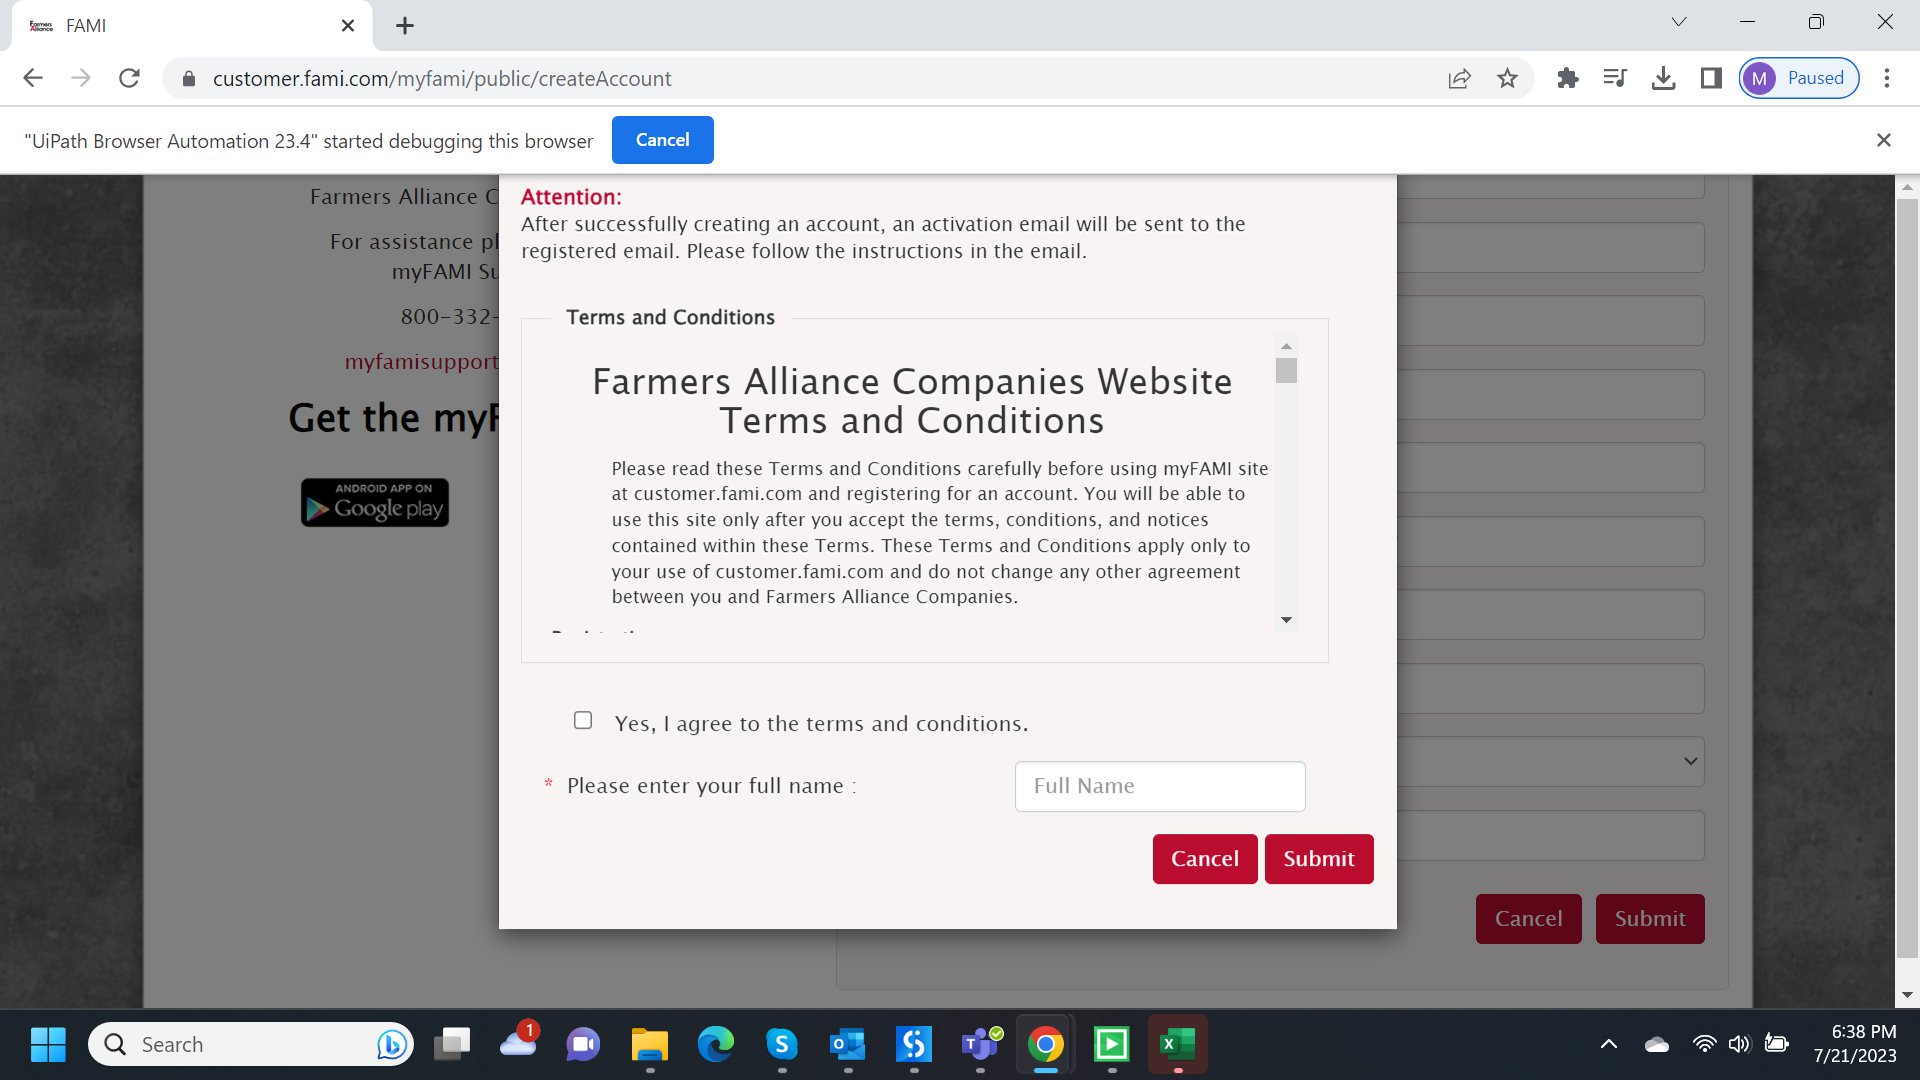 Farmers
Alliance
FAMI
customer.fami.com/myfami/public/createAccount
M Paused
"UiPath Browser Automation 23.4" started debugging this browser Cancel
Attention:
After successfully creating an account, an activation email will be sent to the
registered email. Please follow the instructions in the email.
Terms and Conditions
Farmers Alliance Companies Website
Terms and Conditions
Please read these Terms and Conditions carefully before using myFAMI site
at customer.fami.com and registering for an account. You will be able to
use this site only after you accept the terms, conditions, and notices
contained within these Terms. These Terms and Conditions apply only to
your use of customer.fami.com and do not change any other agreement
between you and Farmers Alliance Companies.
Yes, I agree to the terms and conditions.
* Please enter your full name :
Full Name
Cancel Submit
Farmers Alliance C
For assistance pl
myFAMI Su
800-332-
myfamisupport
Get the myF
ANDROID APP ON
Google play
Cancel Submit
Search
1
6:38 PM
7/21/2023